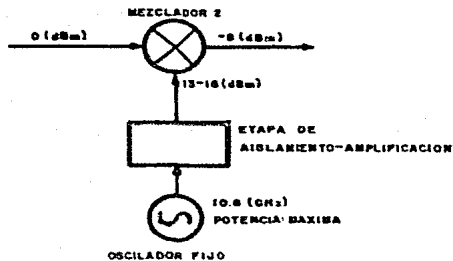 MEZCLADOR 2
0 (dBm)
-8 (dBm)
13-16 (dBm)
ETAPA DE
AISLAMIENTO-AMPLIFICACION
10.6 (GHz)
POTENCIA MAXIMA
OSCILADOR FIJO